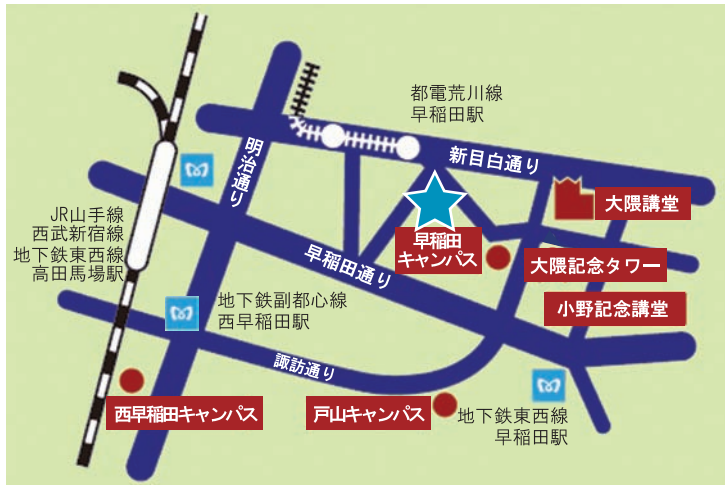 都電荒川線
早稲田駅
明治通り
新目白通り
JR山手線
西武新宿線
地下鉄東西線
高田馬場駅
早稲田
キャンパス
大隈講堂
早稲田通り
大隈記念タワー
小野記念講堂
地下鉄副都心線
西早稲田駅
諏訪通り
西早稲田キャンパス
戸山キャンパス
地下鉄東西線
早稲田駅